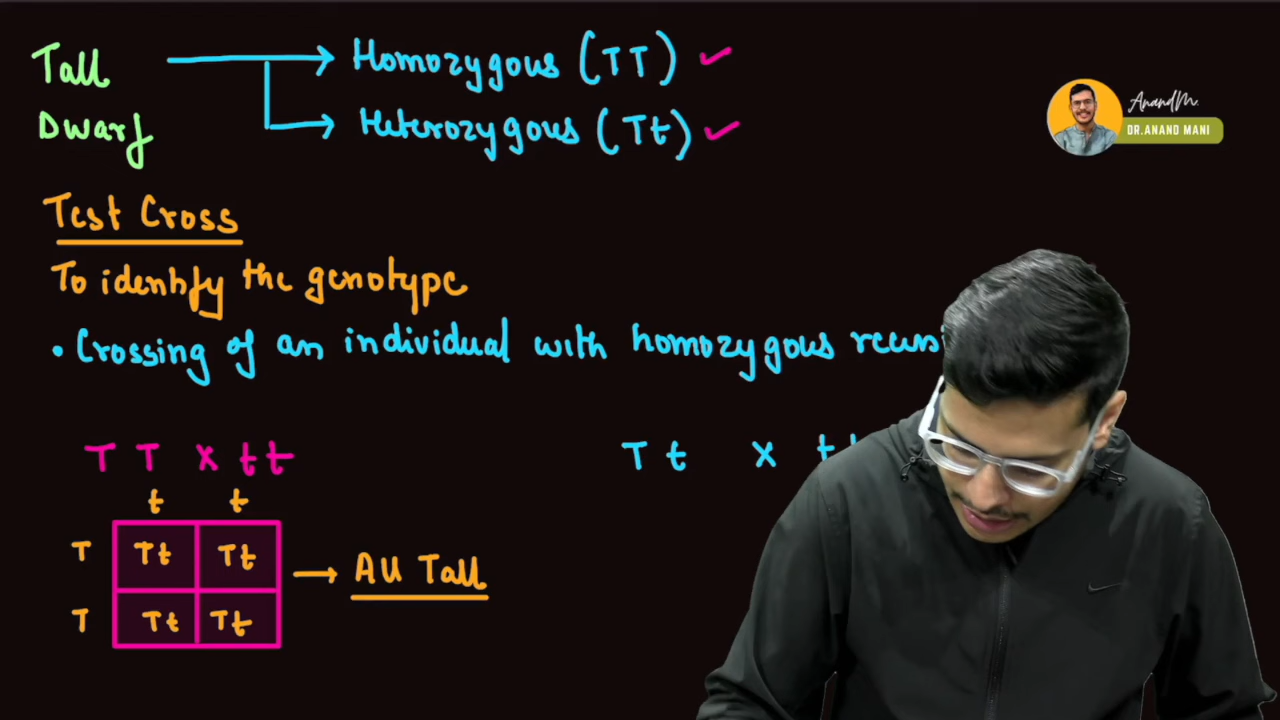 Tall → Homozygous (TT) ✓
Dwarf → Heterozygous (Tt) ✓
AnandM.
DR.ANAND MANI
Test Cross
To identify the genotype
• Crossing of an individual with homozygous
T T x t t
T t x t
t t
T Tt Tt
→ All Tall
T Tt Tt